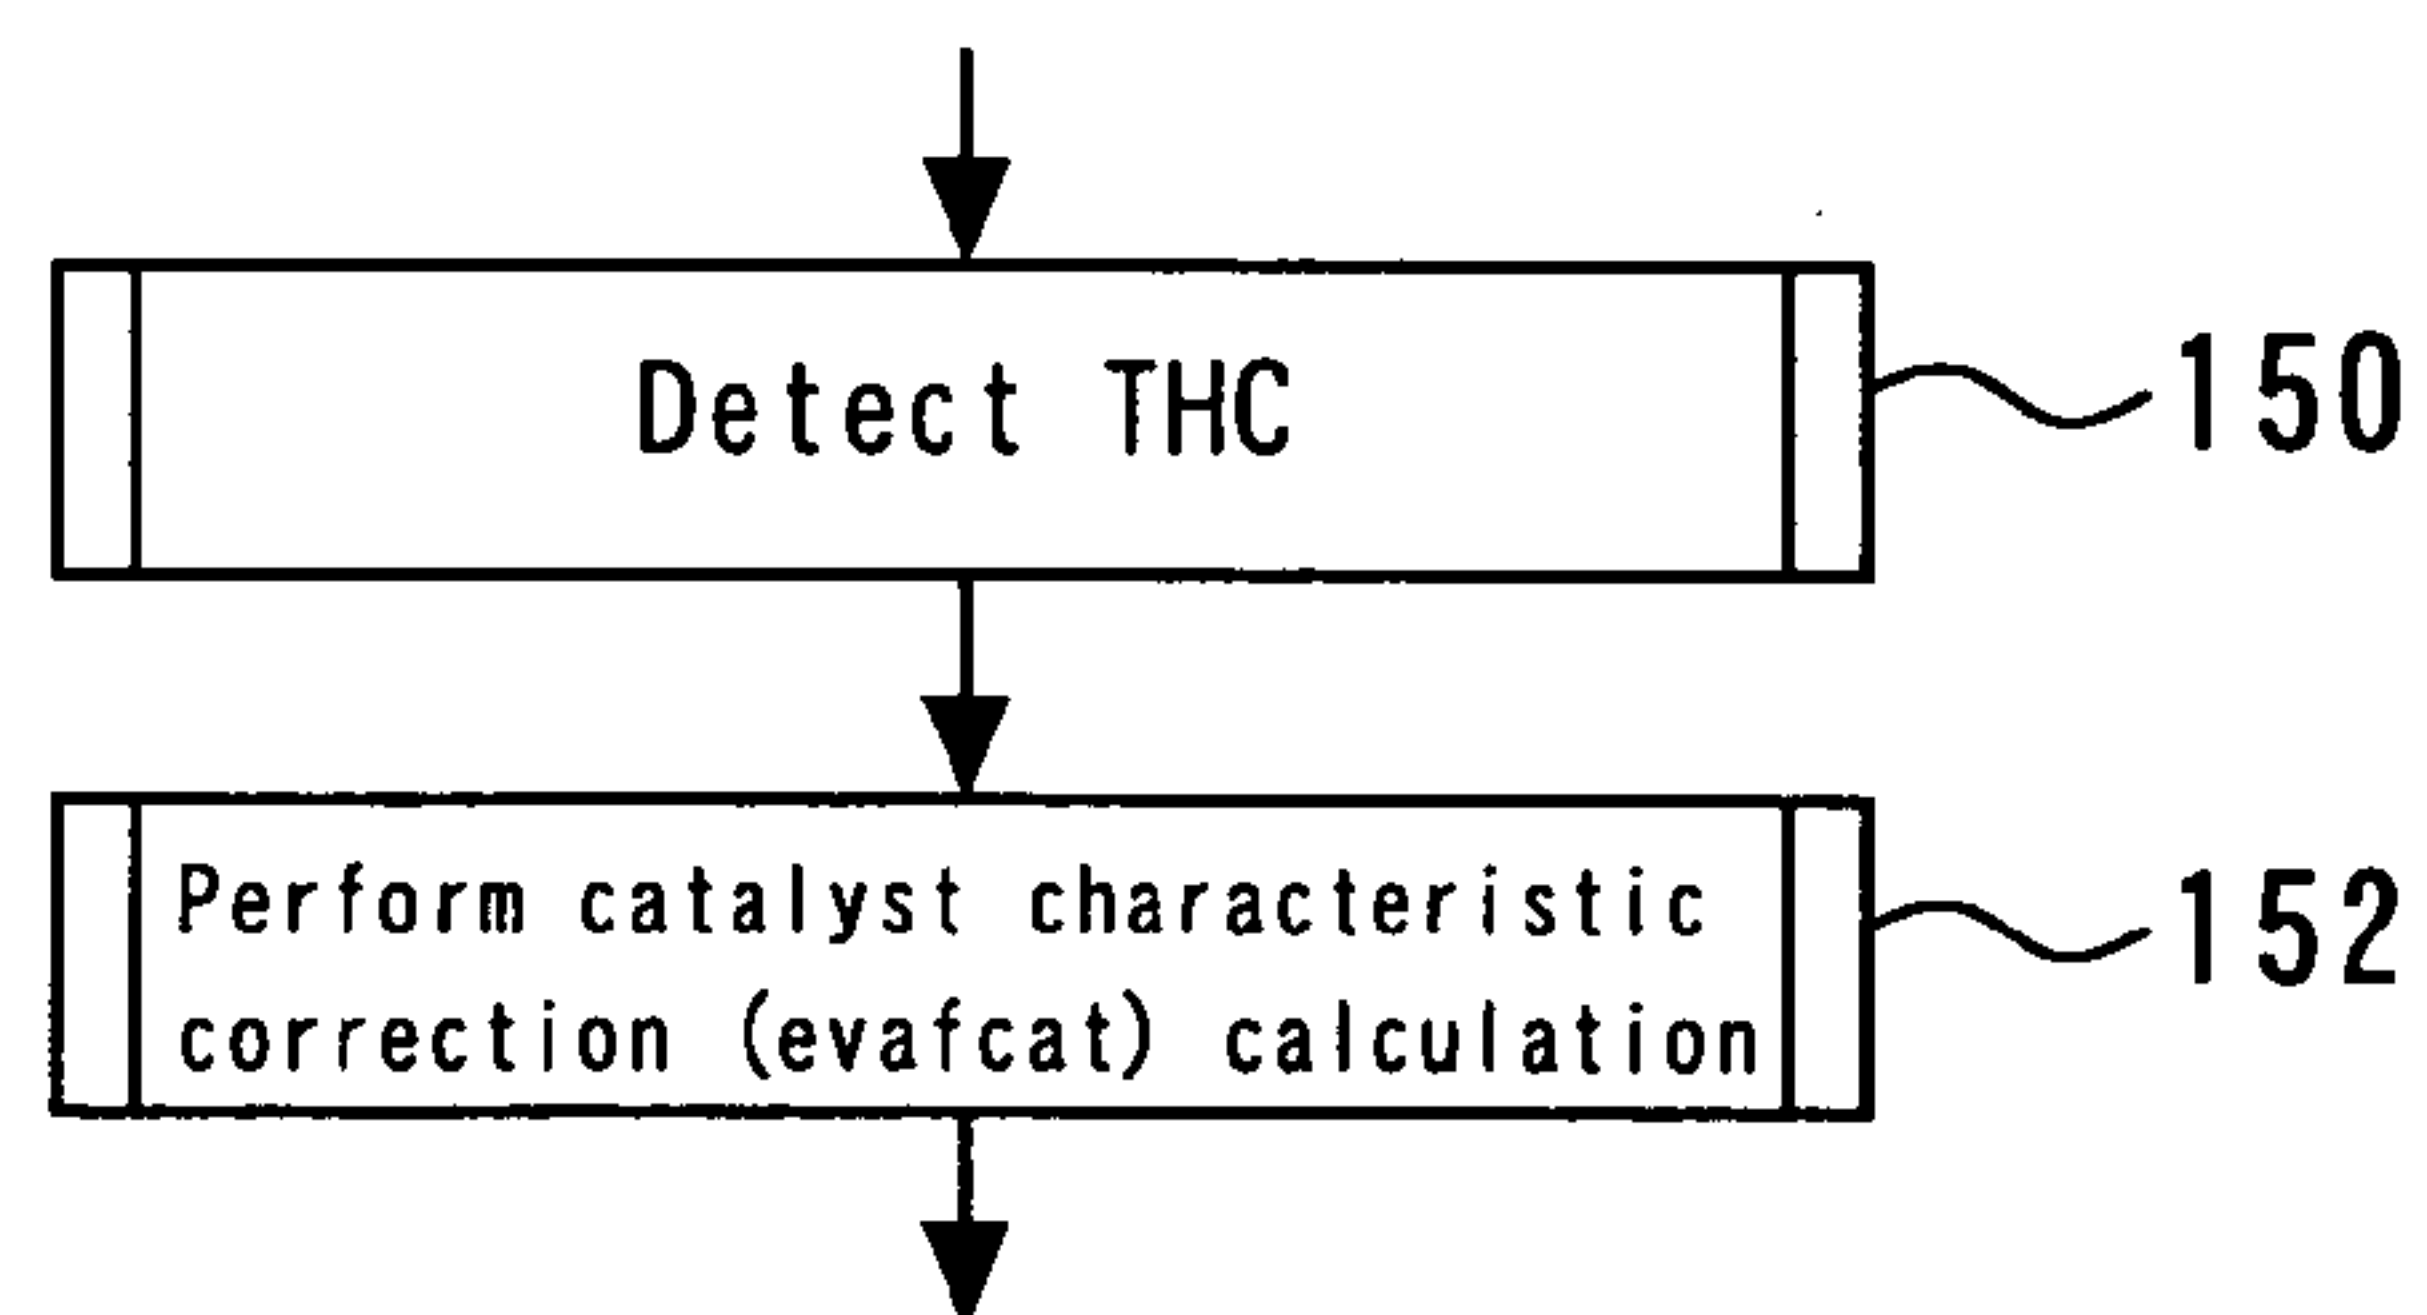 Detect THC
150
Perform catalyst characteristic
correction (evafcat) calculation
152